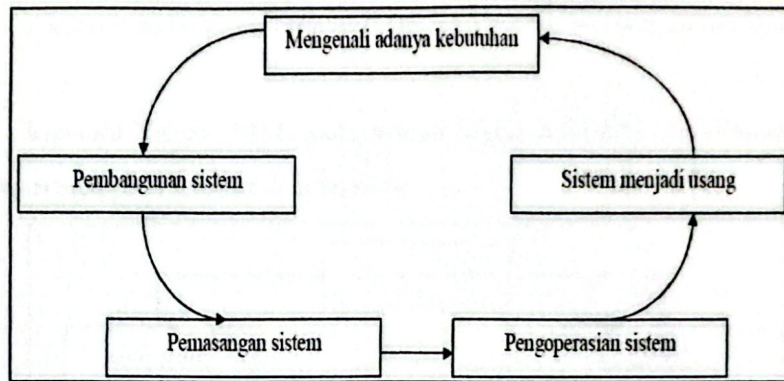 Mengenali adanya kebutuhan
Pembangunan sistem
Sistem menjadi usang
Pemasangan sistem
Pengoperasian sistem